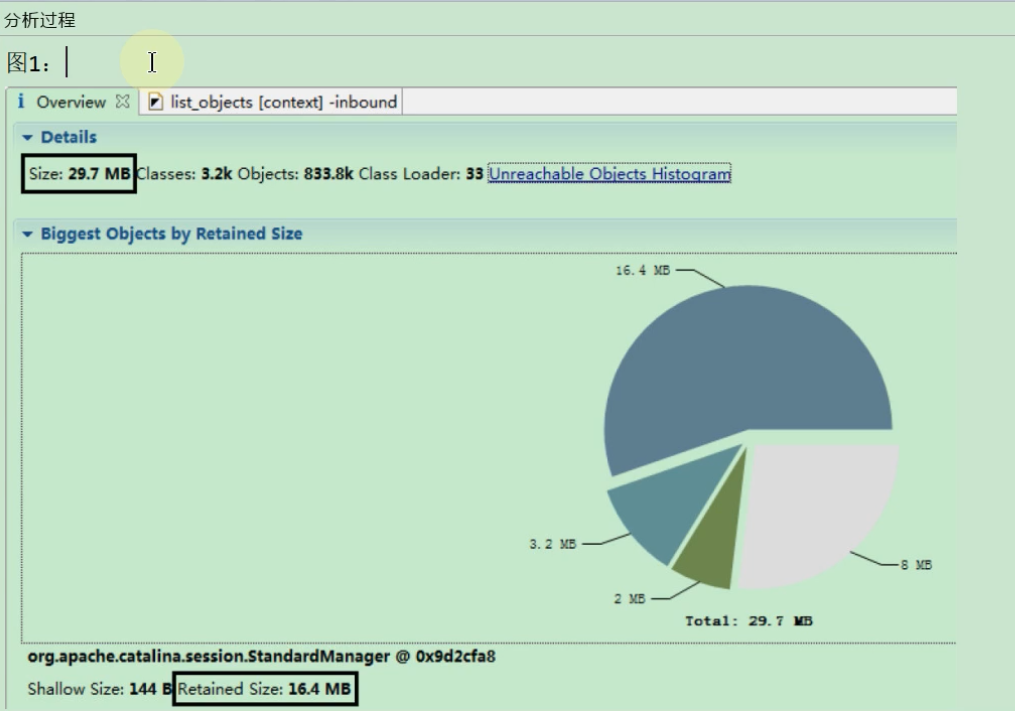 分析过程
图1：
Overview
list_objects [context] -inbound
Details
Size: 29.7 MB Classes: 3.2k Objects: 833.8k Class Loader: 33 Unreachable Objects Histogram
Biggest Objects by Retained Size
16.4 MB
3.2 MB
8 MB
2 MB
Total: 29.7 MB
org.apache.catalina.session.StandardManager @ 0x9d2cfa8
Shallow Size: 144 B Retained Size: 16.4 MB